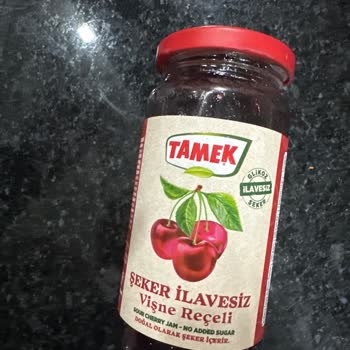 TAMEK
GLİKOZ
İLAVESİZ
ŞEKER
ŞEKER İLAVESİZ
Vişne Reçeli
SOUR CHERRY JAM - NO ADDED SUGAR
DOĞAL OLARAK ŞEKER İÇERİR.